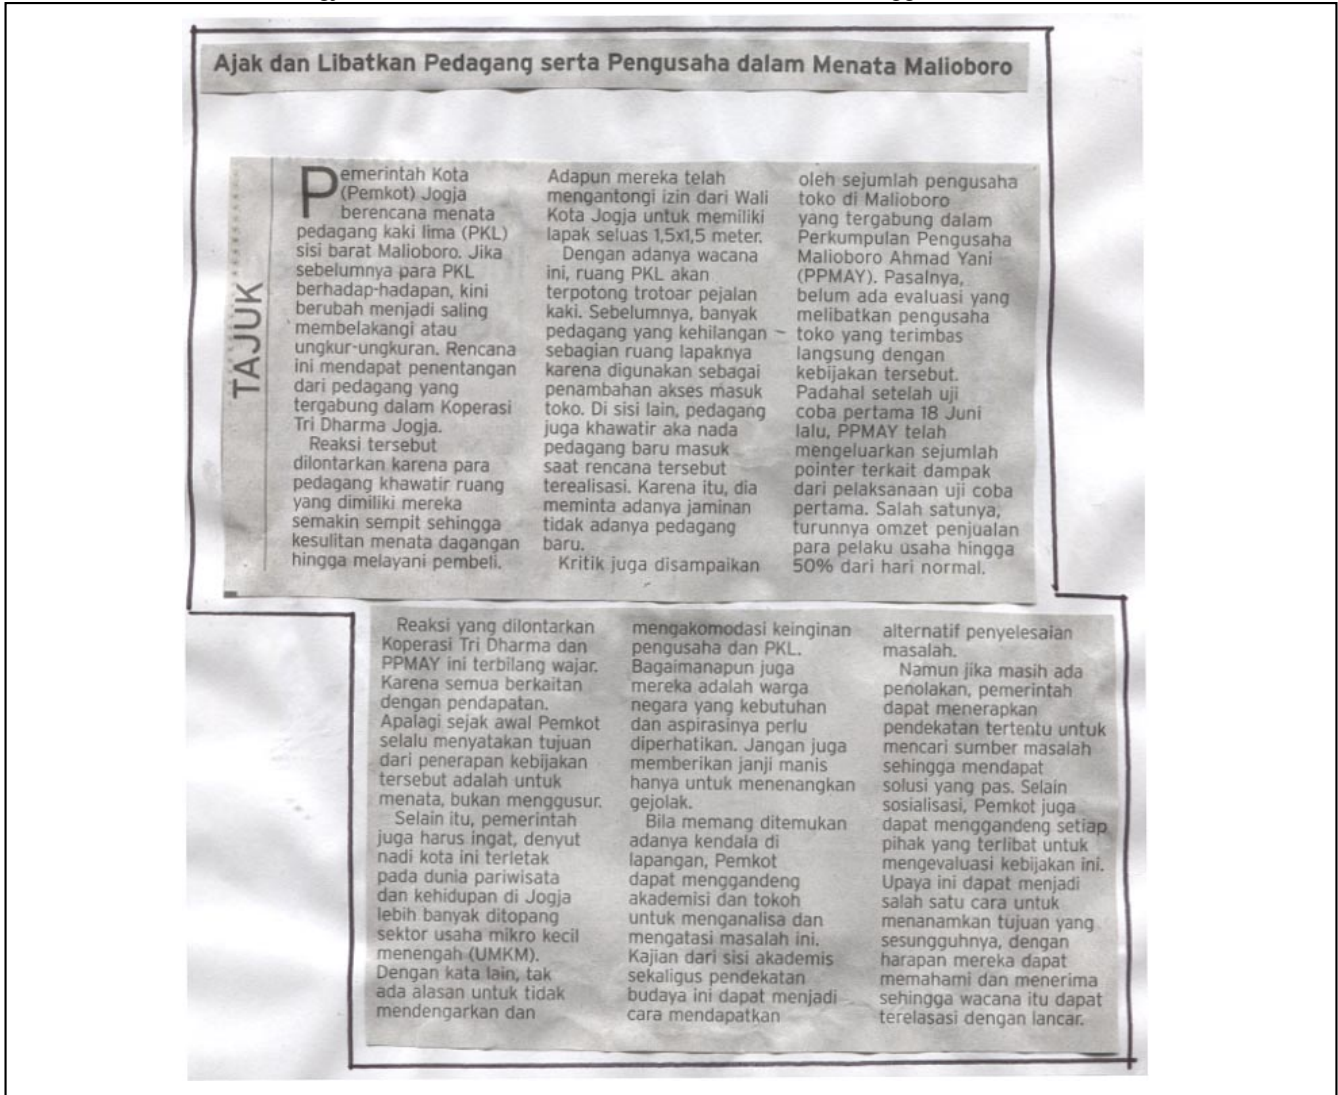 Ajak dan Libatkan Pedagang serta Pengusaha dalam Menata Malioboro
TAJUK
Pemerintah Kota
(Pemkot) Jogja
berencana menata
pedagang kaki lima (PKL)
sisi barat Malioboro. Jika
sebelumnya para PKL
berhadap-hadapan, kini
berubah menjadi saling
membelakangi atau
ungkur-ungkuran. Rencana
ini mendapat penentangan
dari pedagang yang
tergabung dalam Koperasi
Tri Dharma Jogja.
Reaksi tersebut
dilontarkan karena para
pedagang khawatir ruang
yang dimiliki mereka
semakin sempit sehingga
kesulitan menata dagangan
hingga melayani pembeli.
Adapun mereka telah
mengantongi izin dari Wali
Kota Jogja untuk memiliki
lapak seluas 1,5x1,5 meter.
Dengan adanya wacana
ini, ruang PKL akan
terpotong trotoar pejalan
kaki. Sebelumnya, banyak
pedagang yang kehilangan
sebagian ruang lapaknya
karena digunakan sebagai
penambahan akses masuk
toko. Di sisi lain, pedagang
juga khawatir aka nada
pedagang baru masuk
saat rencana tersebut
terealisasi. Karena itu, dia
meminta adanya jaminan
tidak adanya pedagang
baru.
Kritik juga disampaikan
oleh sejumlah pengusaha
toko di Malioboro
yang tergabung dalam
Perkumpulan Pengusaha
Malioboro Ahmad Yani
(PPMAY). Pasalnya,
belum ada evaluasi yang
melibatkan pengusaha
toko yang terimbas
langsung dengan
kebijakan tersebut.
Padahal setelah uji
coba pertama 18 Juni
lalu, PPMAY telah
mengeluarkan sejumlah
pointer terkait dampak
dari pelaksanaan uji coba
pertama. Salah satunya,
turunnya omzet penjualan
para pelaku usaha hingga
50% dari hari normal.
Reaksi yang dilontarkan
Koperasi Tri Dharma dan
PPMAY ini terbilang wajar.
Karena semua berkaitan
dengan pendapatan.
Apalagi sejak awal Pemkot
selalu menyatakan tujuan
dari penerapan kebijakan
tersebut adalah untuk
menata, bukan menggusur.
Selain itu, pemerintah
juga harus ingat, denyut
nadi kota ini terletak
pada dunia pariwisata
dan kehidupan di Jogja
lebih banyak ditopang
sektor usaha mikro kecil
menengah (UMKM).
Dengan kata lain, tak
ada alasan untuk tidak
mendengarkan dan
mengakomodasi keinginan
pengusaha dan PKL.
Bagaimanapun juga
mereka adalah warga
negara yang kebutuhan
dan aspirasinya perlu
diperhatikan. Jangan juga
memberikan janji manis
hanya untuk menenangkan
gejolak.
Bila memang ditemukan
adanya kendala di
lapangan, Pemkot
dapat menggandeng
akademisi dan tokoh
untuk menganalisa dan
mengatasi masalah ini.
Kajian dari sisi akademis
sekaligus pendekatan
budaya ini dapat menjadi
cara mendapatkan
alternatif penyelesaian
masalah.
Namun jika masih ada
penolakan, pemerintah
dapat menerapkan
pendekatan tertentu untuk
mencari sumber masalah
sehingga mendapat
solusi yang pas. Selain
sosialisasi, Pemkot juga
dapat menggandeng setiap
pihak yang terlibat untuk
mengevaluasi kebijakan ini.
Upaya ini dapat menjadi
salah satu cara untuk
menanamkan tujuan yang
sesungguhnya, dengan
harapan mereka dapat
memahami dan menerima
sehingga wacana itu dapat
terelasasi dengan lancar.